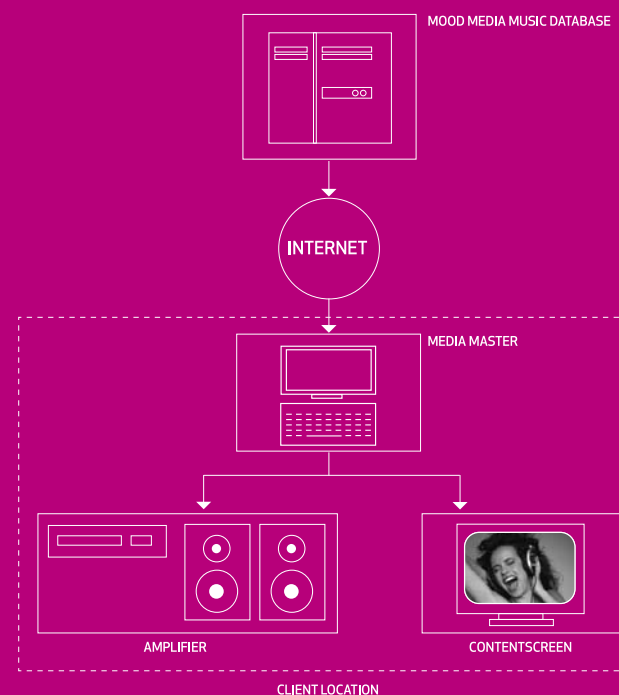 MOOD MEDIA MUSIC DATABASE
INTERNET
MEDIA MASTER
AMPLIFIER
CONTENTSCREEN
CLIENT LOCATION